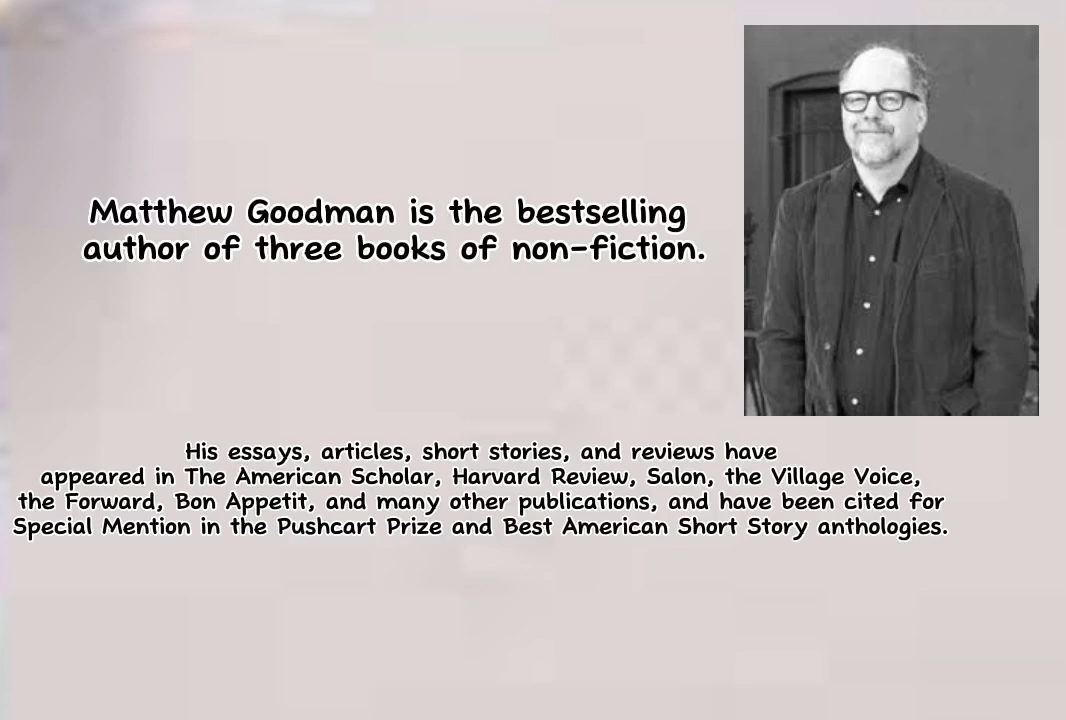 Matthew Goodman is the bestselling
author of three books of non-fiction.
His essays, articles, short stories, and reviews have
appeared in The American Scholar, Harvard Review, Salon, the Village Voice,
the Forward, Bon Appetit, and many other publications, and have been cited for
Special Mention in the Pushcart Prize and Best American Short Story anthologies.